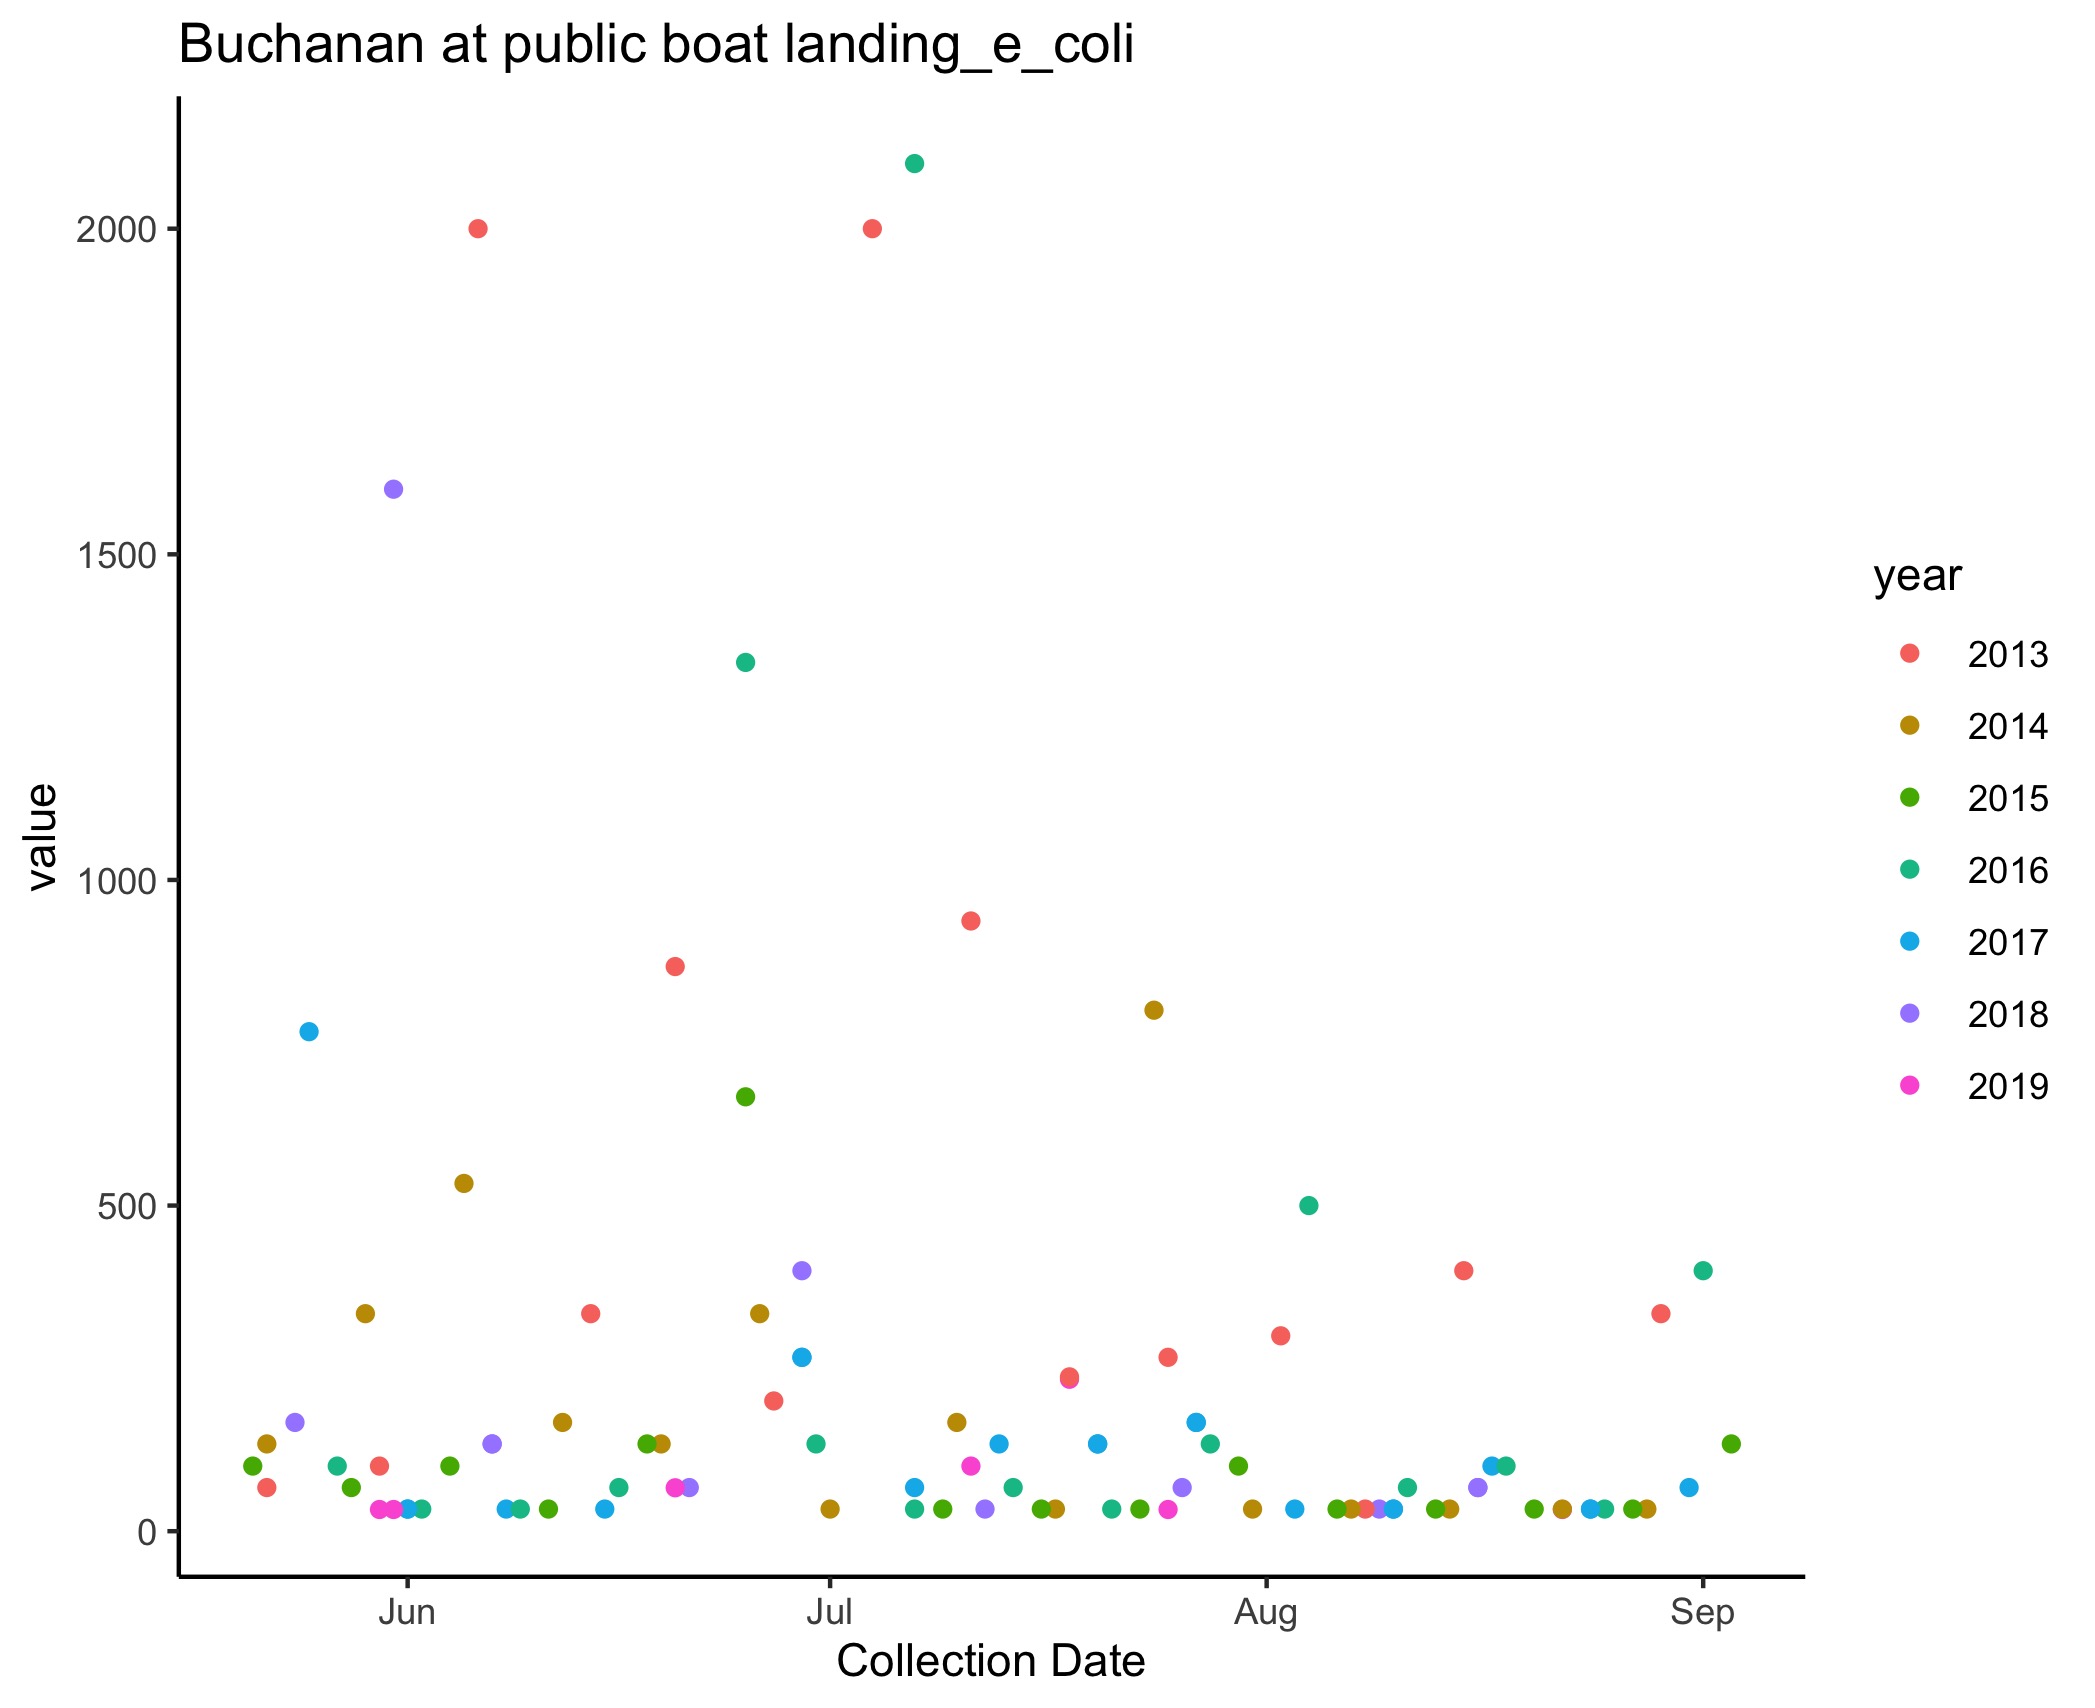 Buchanan at public boat landing_e_coli
2000
1500
1000
500
0
value
Jun
Jul
Aug
Sep
Collection Date
year
2013
2014
2015
2016
2017
2018
2019